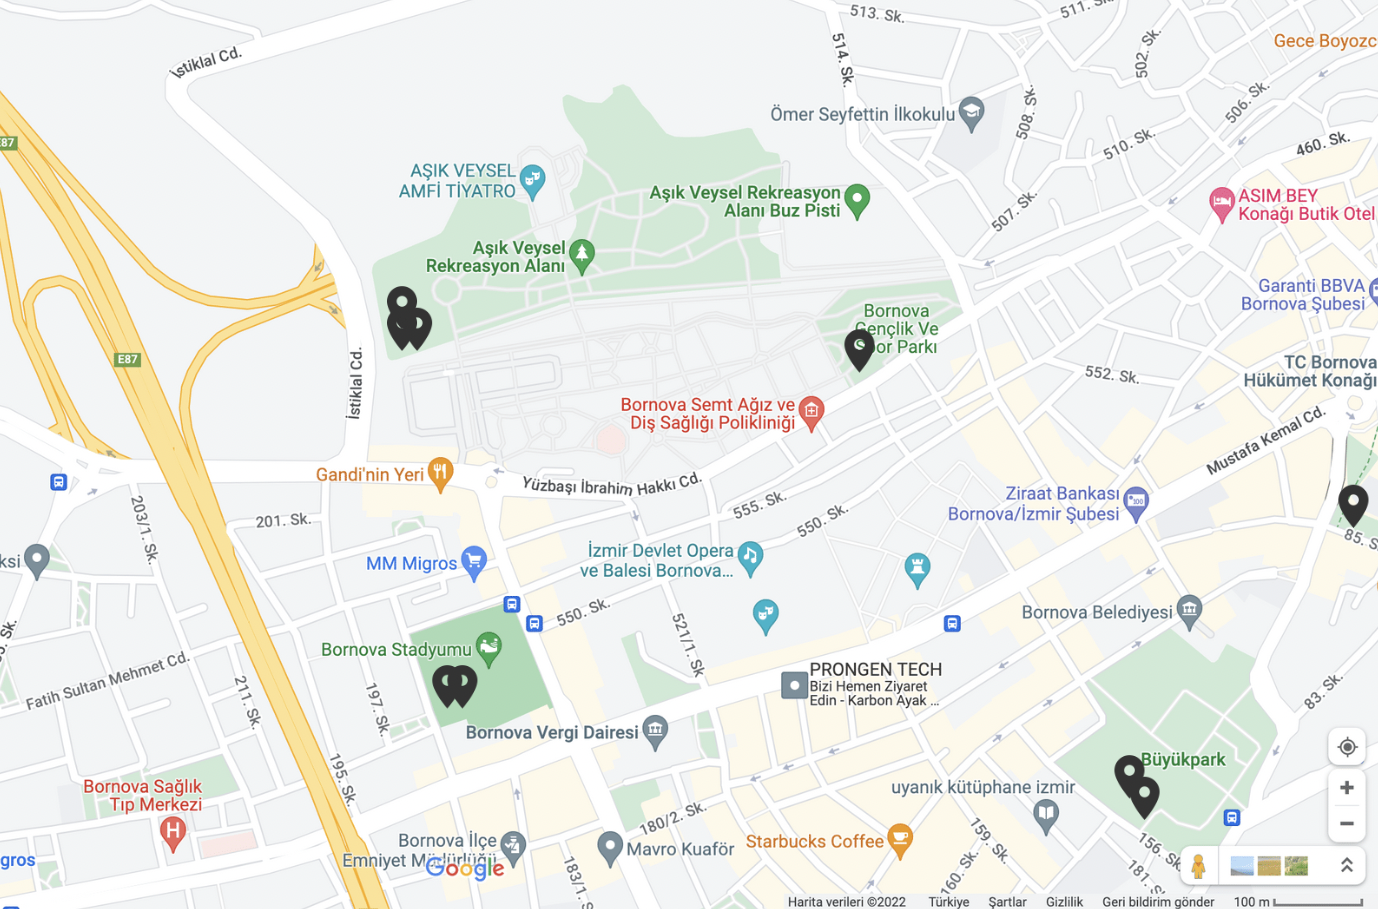 513. Sk.
511. Sk.
514. Sk.
502. Sk.
Gece Boyozc
İstiklal Cd.
506. Sk.
508. Sk.
Ömer Seyfettin İlkokulu
510. Sk.
460. Sk.
E87
AŞIK VEYSEL
AMFİ TİYATRO
Aşık Veysel Rekreasyon
Alanı Buz Pisti
507. Sk.
ASIM BEY
Konağı Butik Otel
Aşık Veysel
Rekreasyon Alanı
Garanti BBVA
Bornova Şubesi
Bornova
Gençlik Ve
Spor Parkı
E87
İstiklal Cd.
552. Sk.
TC Bornova
Hükümet Konağı
Bornova Semt Ağız ve
Diş Sağlığı Polikliniği
Mustafa Kemal Cd.
Gandi'nin Yeri
Yüzbaşı İbrahim Hakkı Cd.
Ziraat Bankası
Bornova/İzmir Şubesi
203/1. Sk.
201. Sk.
555. Sk.
550. Sk.
85. S
ksi
MM Migros
İzmir Devlet Opera
ve Balesi Bornova...
550. Sk.
Bornova Belediyesi
521/1. Sk.
Bornova Stadyumu
Fatih Sultan Mehmet Cd.
PRONGEN TECH
Bizi Hemen Ziyaret
Edin - Karbon Ayak ...
211. Sk.
197. Sk.
83. Sk.
Bornova Vergi Dairesi
Büyükpark
195. Sk.
Bornova Sağlık
Tıp Merkezi
H
uyanık kütüphane izmir
180/2. Sk.
Starbucks Coffee
159. Sk.
156. Sk.
Bornova İlçe
Emniyet Müdürlüğü
Mavro Kuaför
160. Sk.
181. S
183/1. S
gros
Google
Harita verileri ©2022
Türkiye
Şartlar
Gizlilik
Geri bildirim gönder
100 m